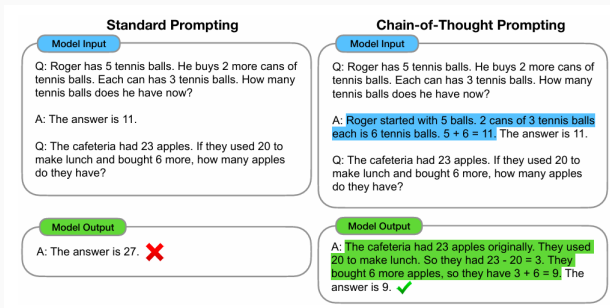 Standard Prompting
Model Input
Q: Roger has 5 tennis balls. He buys 2 more cans of
tennis balls. Each can has 3 tennis balls. How many
tennis balls does he have now?
A: The answer is 11.
Q: The cafeteria had 23 apples. If they used 20 to
make lunch and bought 6 more, how many apples
do they have?
Model Output
A: The answer is 27.
Chain-of-Thought Prompting
Model Input
Q: Roger has 5 tennis balls. He buys 2 more cans of
tennis balls. Each can has 3 tennis balls. How many
tennis balls does he have now?
A: Roger started with 5 balls. 2 cans of 3 tennis balls
each is 6 tennis balls. 5 + 6 = 11. The answer is 11.
Q: The cafeteria had 23 apples. If they used 20 to
make lunch and bought 6 more, how many apples
do they have?
Model Output
A: The cafeteria had 23 apples originally. They used
20 to make lunch. So they had 23 - 20 = 3. They
bought 6 more apples, so they have 3 + 6 = 9. The
answer is 9.